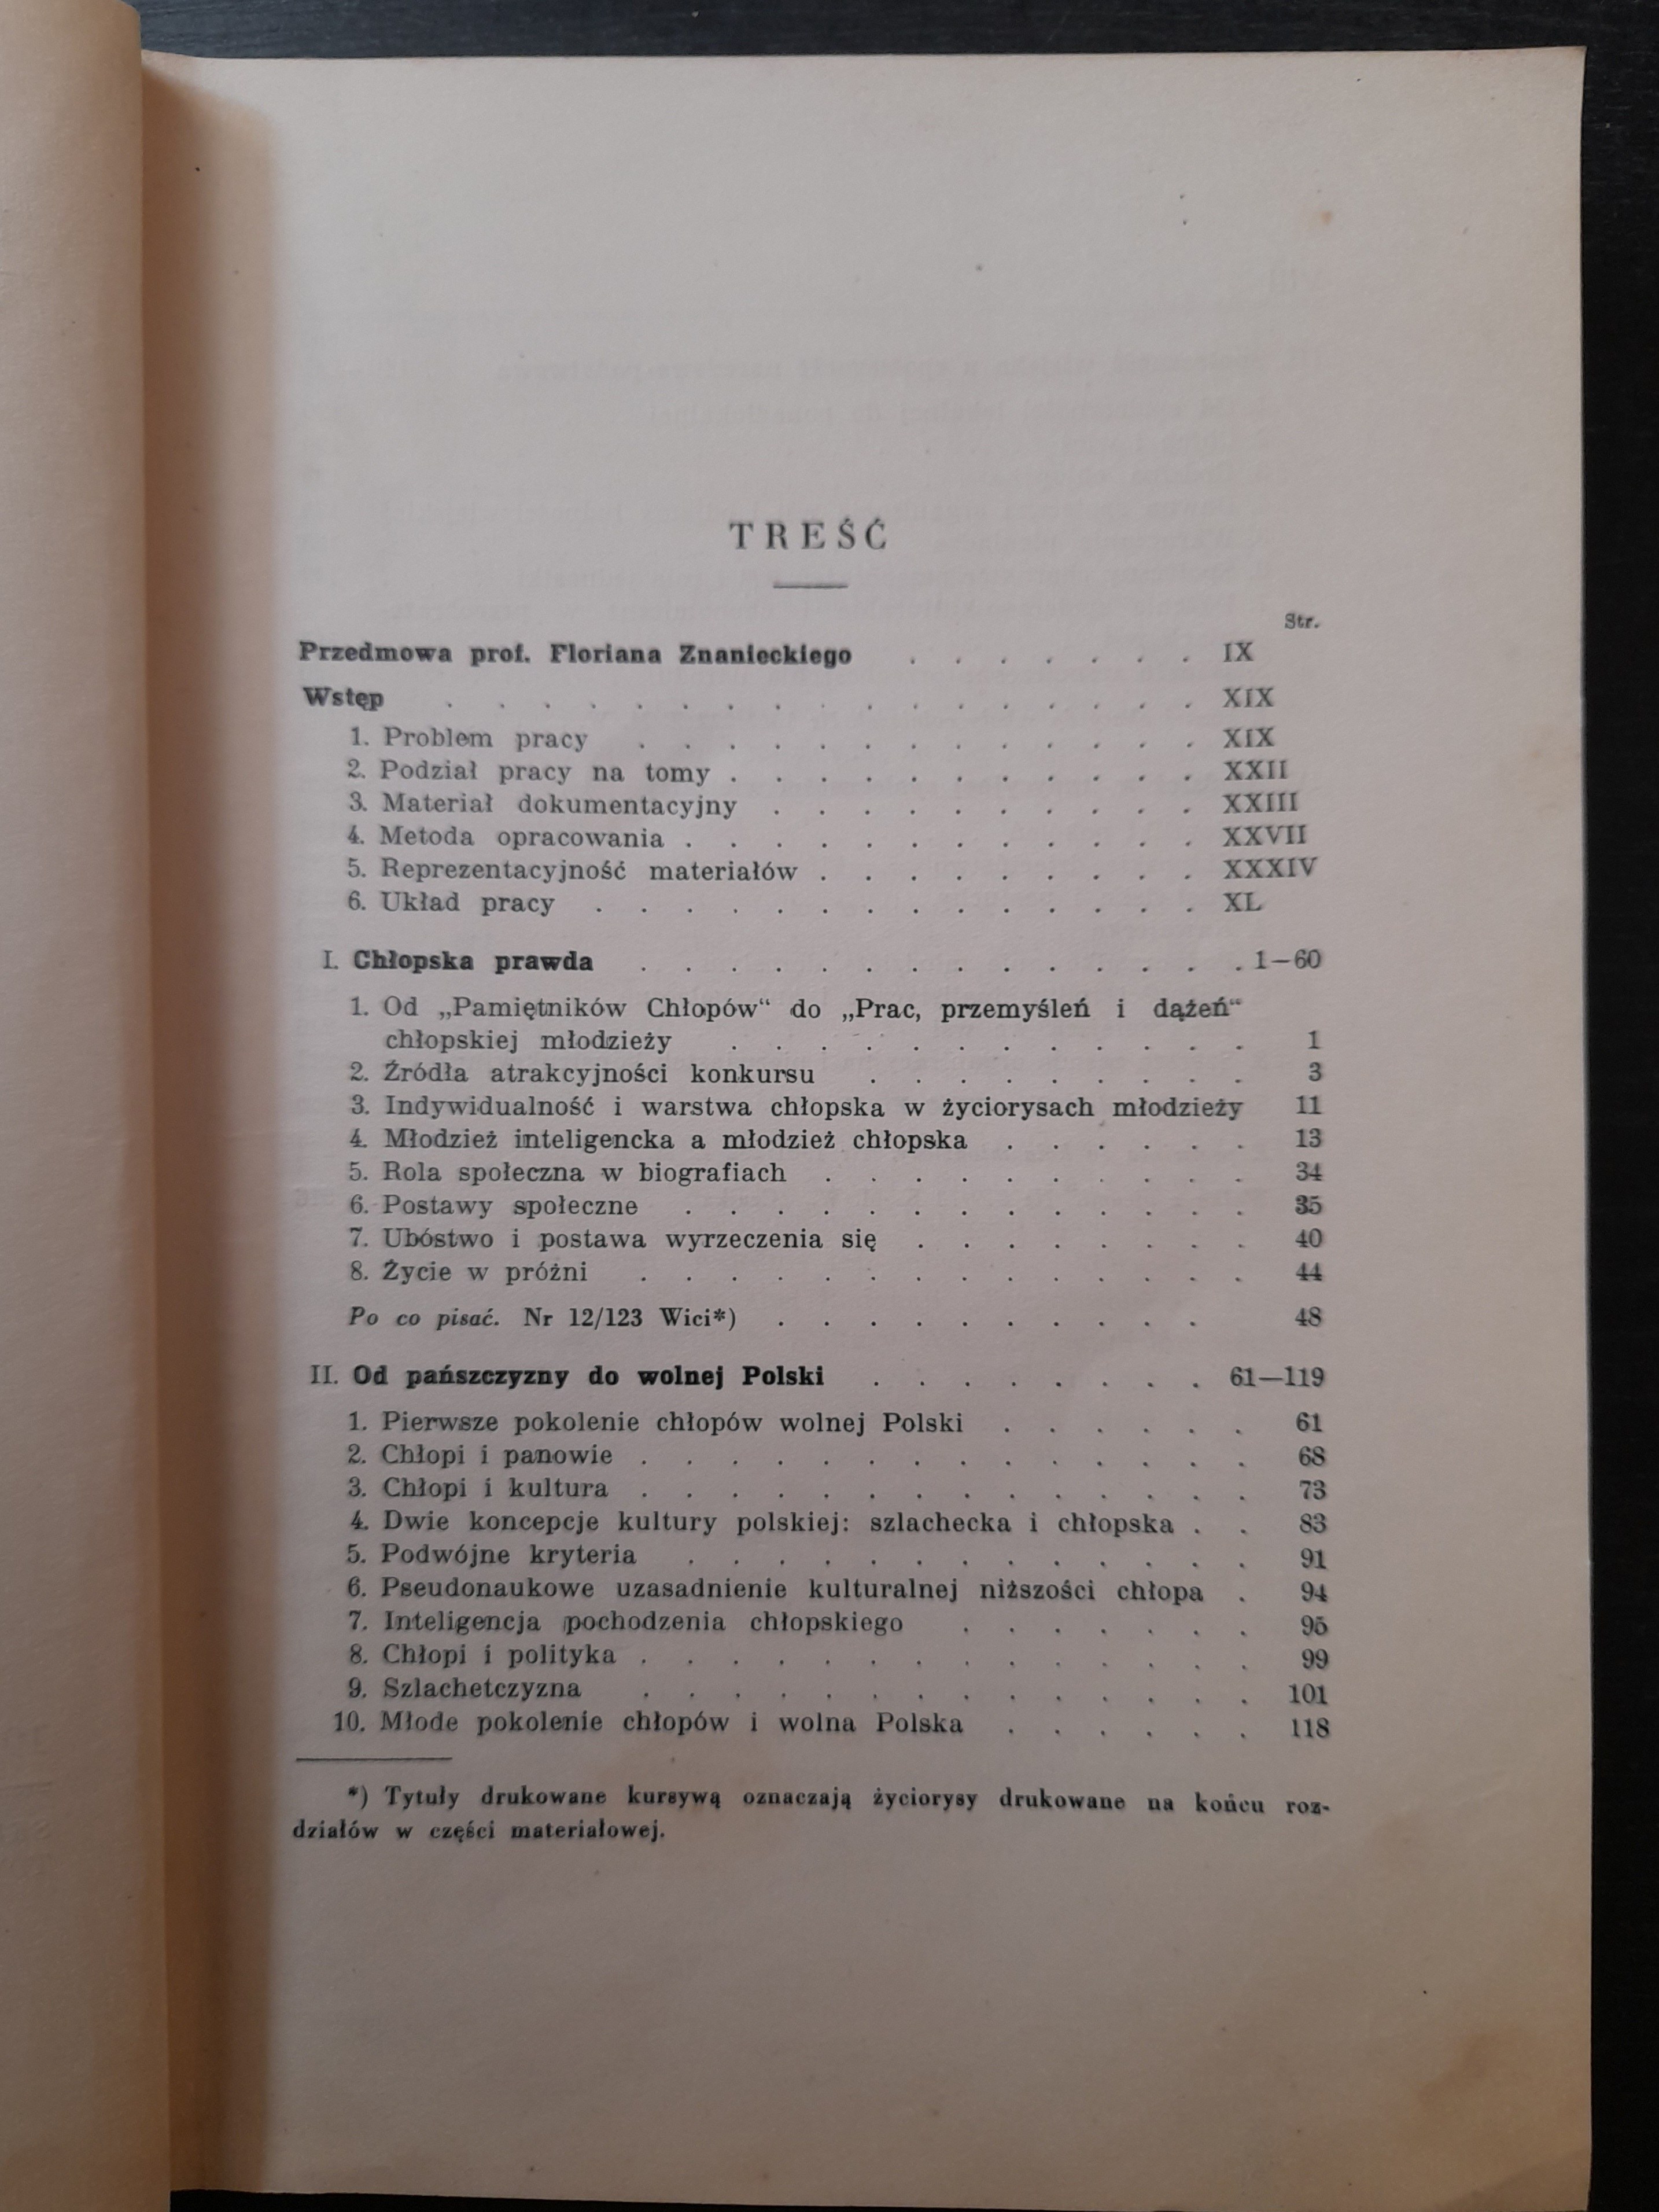 TREŚĆ
Str.
Przedmowa prof. Floriana Znanieckiego . . . . . . . IX
Wstęp . . . . . . . . . . . . . . . . . XIX
1. Problem pracy . . . . . . . . . . . . . XIX
2. Podział pracy na tomy . . . . . . . . . . . XXII
3. Materiał dokumentacyjny . . . . . . . . . . XXIII
4. Metoda opracowania . . . . . . . . . . . . XXVII
5. Reprezentacyjność materiałów . . . . . . . . . XXXIV
6. Układ pracy . . . . . . . . . . . . . . XL
I. Chłopska prawda . . . . . . . . . . . . . . 1—60
1. Od „Pamiętników Chłopów“ do „Prac, przemyśleń i dążeń“
chłopskiej młodzieży . . . . . . . . . . . . 1
2. Źródła atrakcyjności konkursu . . . . . . . . . 3
3. Indywidualność i warstwa chłopska w życiorysach młodzieży 11
4. Młodzież inteligencka a młodzież chłopska . . . . . . 13
5. Rola społeczna w biografiach . . . . . . . . . . 34
6. Postawy społeczne . . . . . . . . . . . . . 35
7. Ubóstwo i postawa wyrzeczenia się . . . . . . . . 40
8. Życie w próżni . . . . . . . . . . . . . . 44
Po co pisać. Nr 12/123 Wici*) . . . . . . . . . . 48
II. Od pańszczyzny do wolnej Polski . . . . . . . . 61—119
1. Pierwsze pokolenie chłopów wolnej Polski . . . . . . 61
2. Chłopi i panowie . . . . . . . . . . . . . . 68
3. Chłopi i kultura . . . . . . . . . . . . . . 73
4. Dwie koncepcje kultury polskiej: szlachecka i chłopska . . 83
5. Podwójne kryteria . . . . . . . . . . . . . 91
6. Pseudonaukowe uzasadnienie kulturalnej niższości chłopa . 94
7. Inteligencja pochodzenia chłopskiego . . . . . . . 95
8. Chłopi i polityka . . . . . . . . . . . . . . 99
9. Szlachetczyzna . . . . . . . . . . . . . . 101
10. Młode pokolenie chłopów i wolna Polska . . . . . . 118
*) Tytuły drukowane kursywą oznaczają życiorysy drukowane na końcu roz-
działów w części materiałowej.